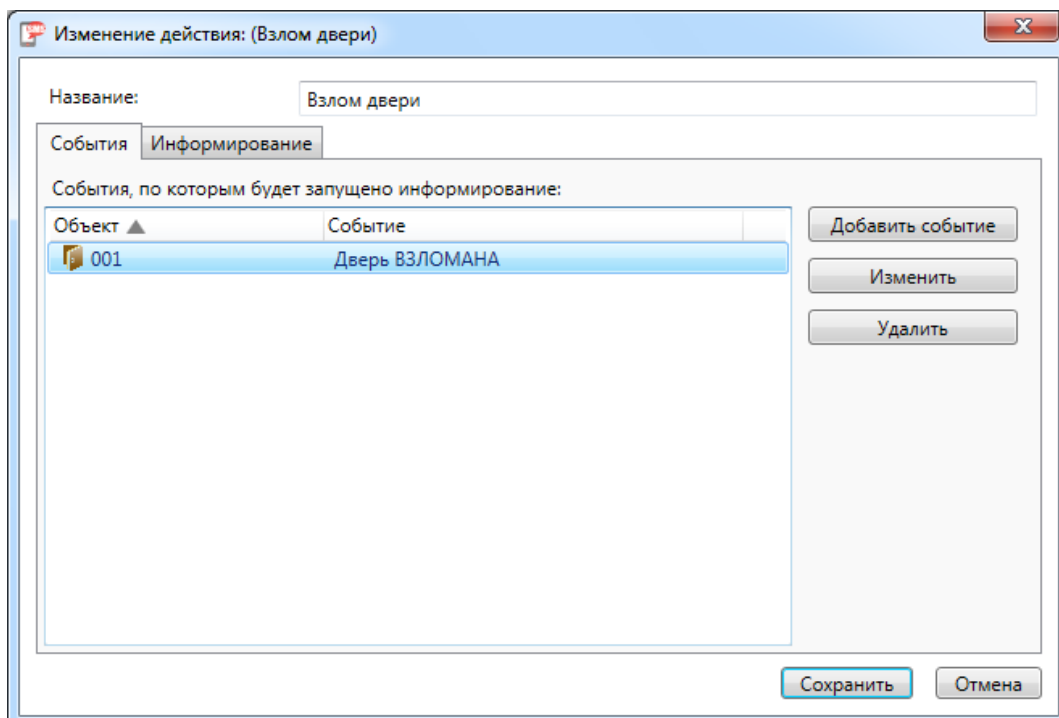 Изменение действия: (Взлом двери)
Название: Взлом двери
События Информирование
События, по которым будет запущено информирование:
Объект Событие
001 Дверь ВЗЛОМАНА
Добавить событие
Изменить
Удалить
Сохранить Отмена